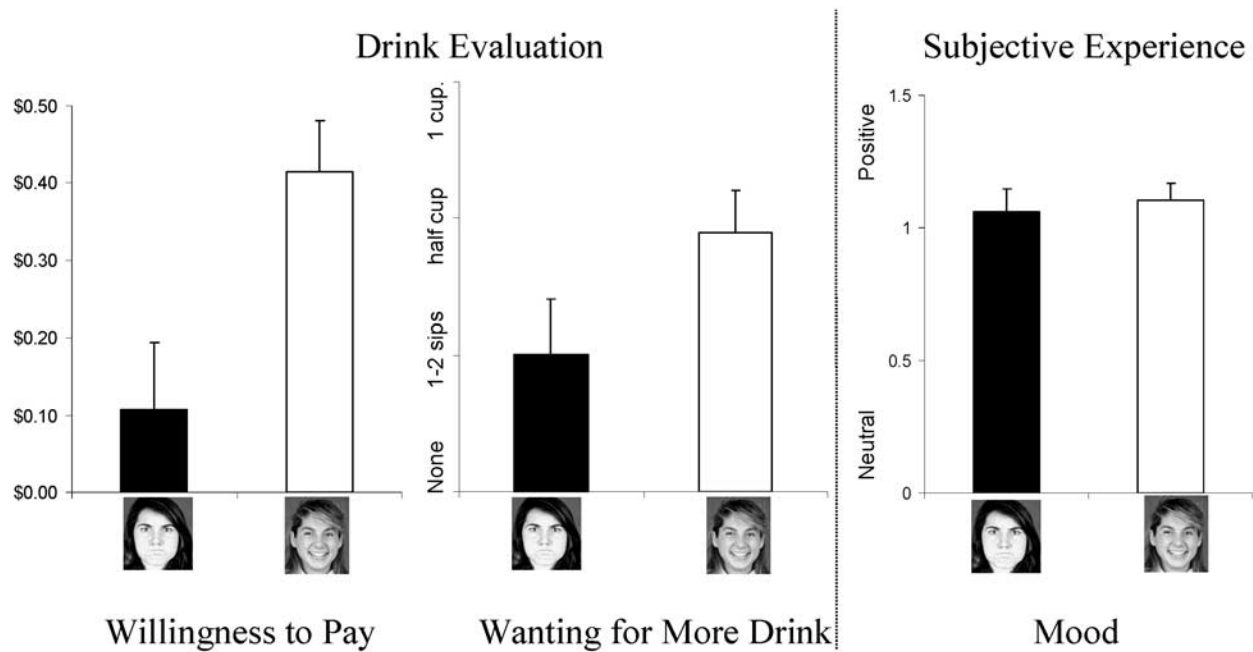 Drink Evaluation
Subjective Experience
$0.50
$0.40
$0.30
$0.20
$0.10
$0.00
1 cup.
half cup
1-2 sips
None
1.5
1
0.5
0
Positive
Neutral
Willingness to Pay
Wanting for More Drink
Mood